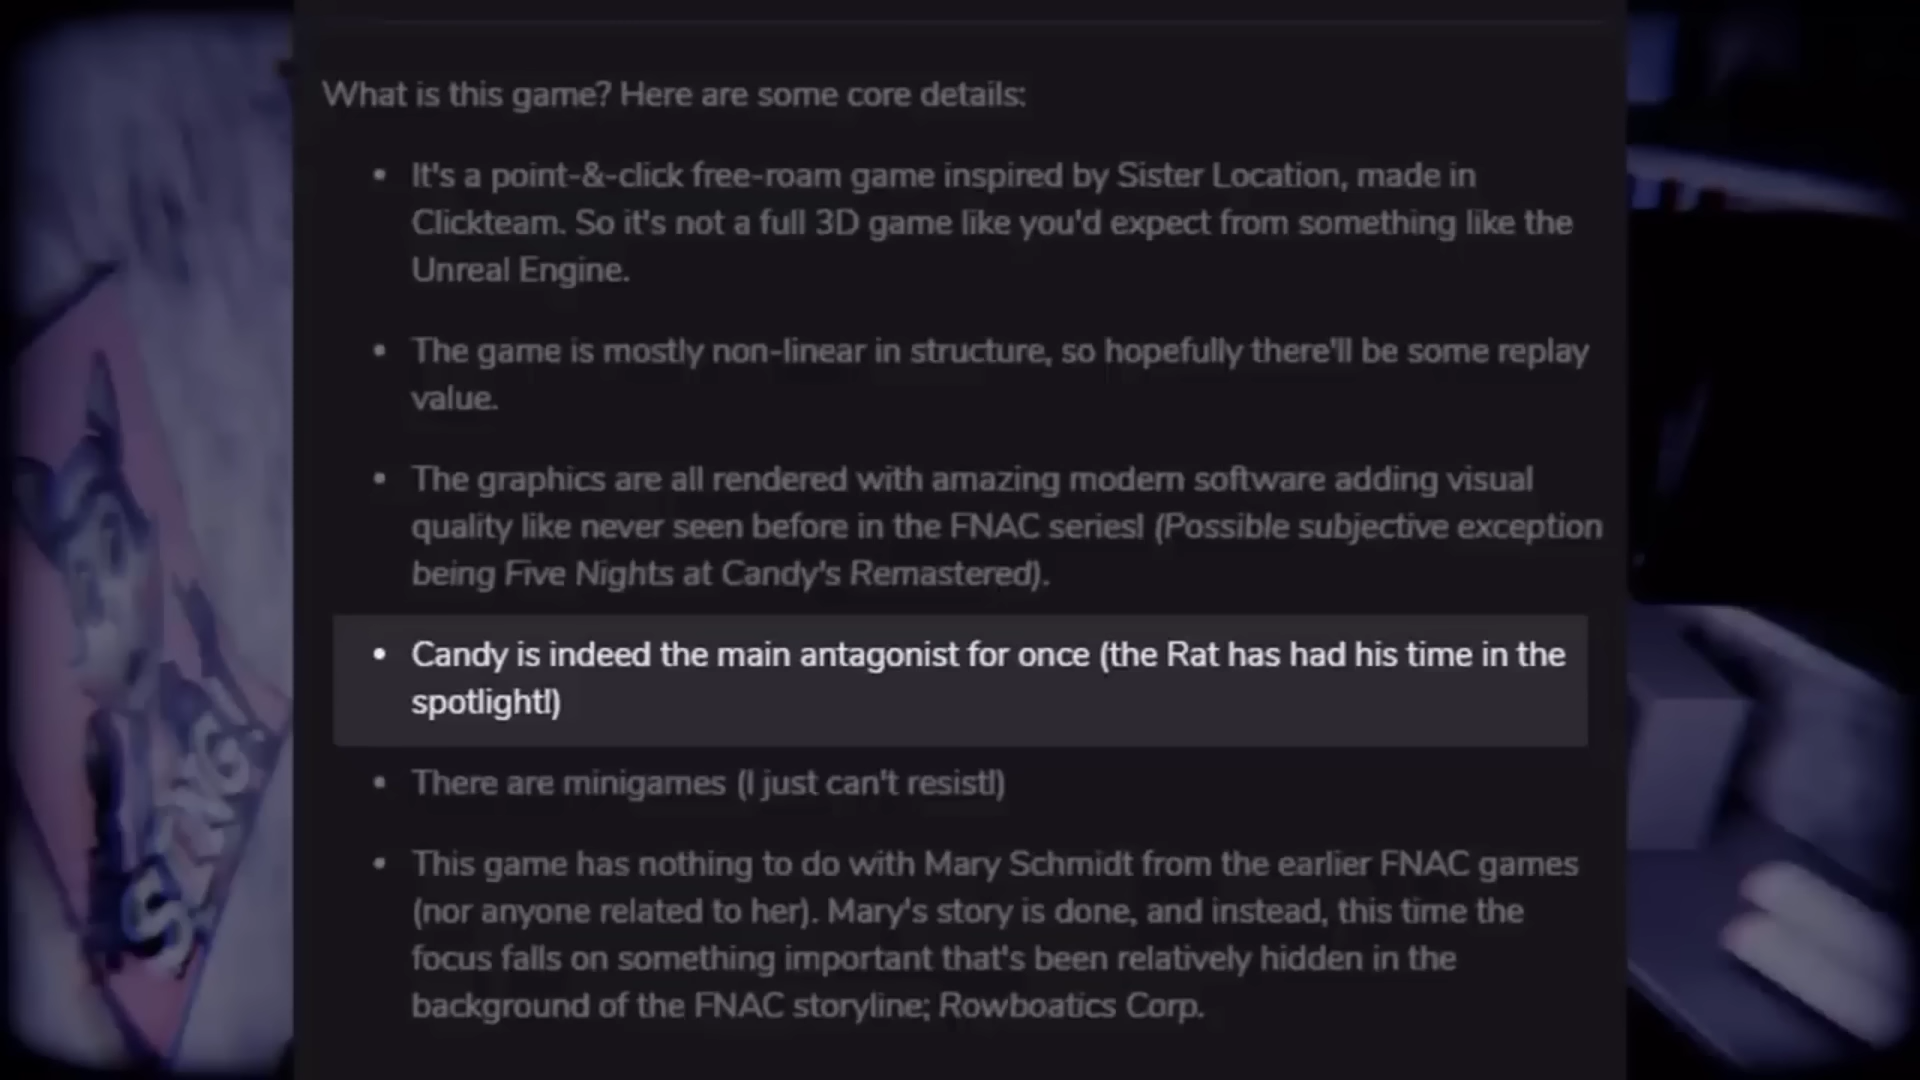 What is this game? Here are some core details:
• It's a point-&-click free-roam game inspired by Sister Location, made in
Clickteam. So it's not a full 3D game like you'd expect from something like the
Unreal Engine.
• The game is mostly non-linear in structure, so hopefully there'll be some replay
value.
• The graphics are all rendered with amazing modern software adding visual
quality like never seen before in the FNAC series! (Possible subjective exception
being Five Nights at Candy's Remastered).
• Candy is indeed the main antagonist for once (the Rat has had his time in the
spotlight!)
• There are minigames (I just can't resist!)
• This game has nothing to do with Mary Schmidt from the earlier FNAC games
(nor anyone related to her). Mary's story is done, and instead, this time the
focus falls on something important that's been relatively hidden in the
background of the FNAC storyline; Rowboatics Corp.